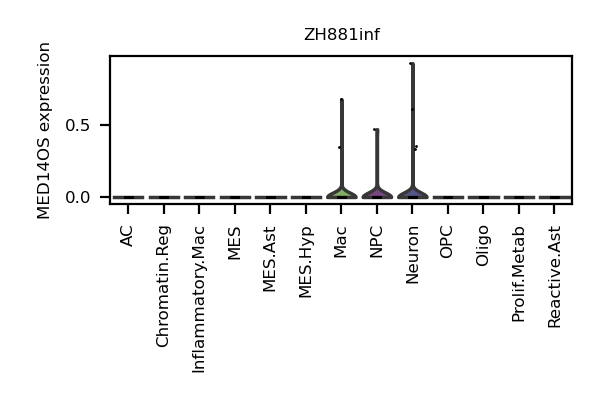 ZH881inf
MED14OS expression
0.5
0.0
AC
Chromatin.Reg
Inflammatory.Mac
MES
MES.Ast
MES.Hyp
Mac
NPC
Neuron
OPC
Oligo
Prolif.Metab
Reactive.Ast